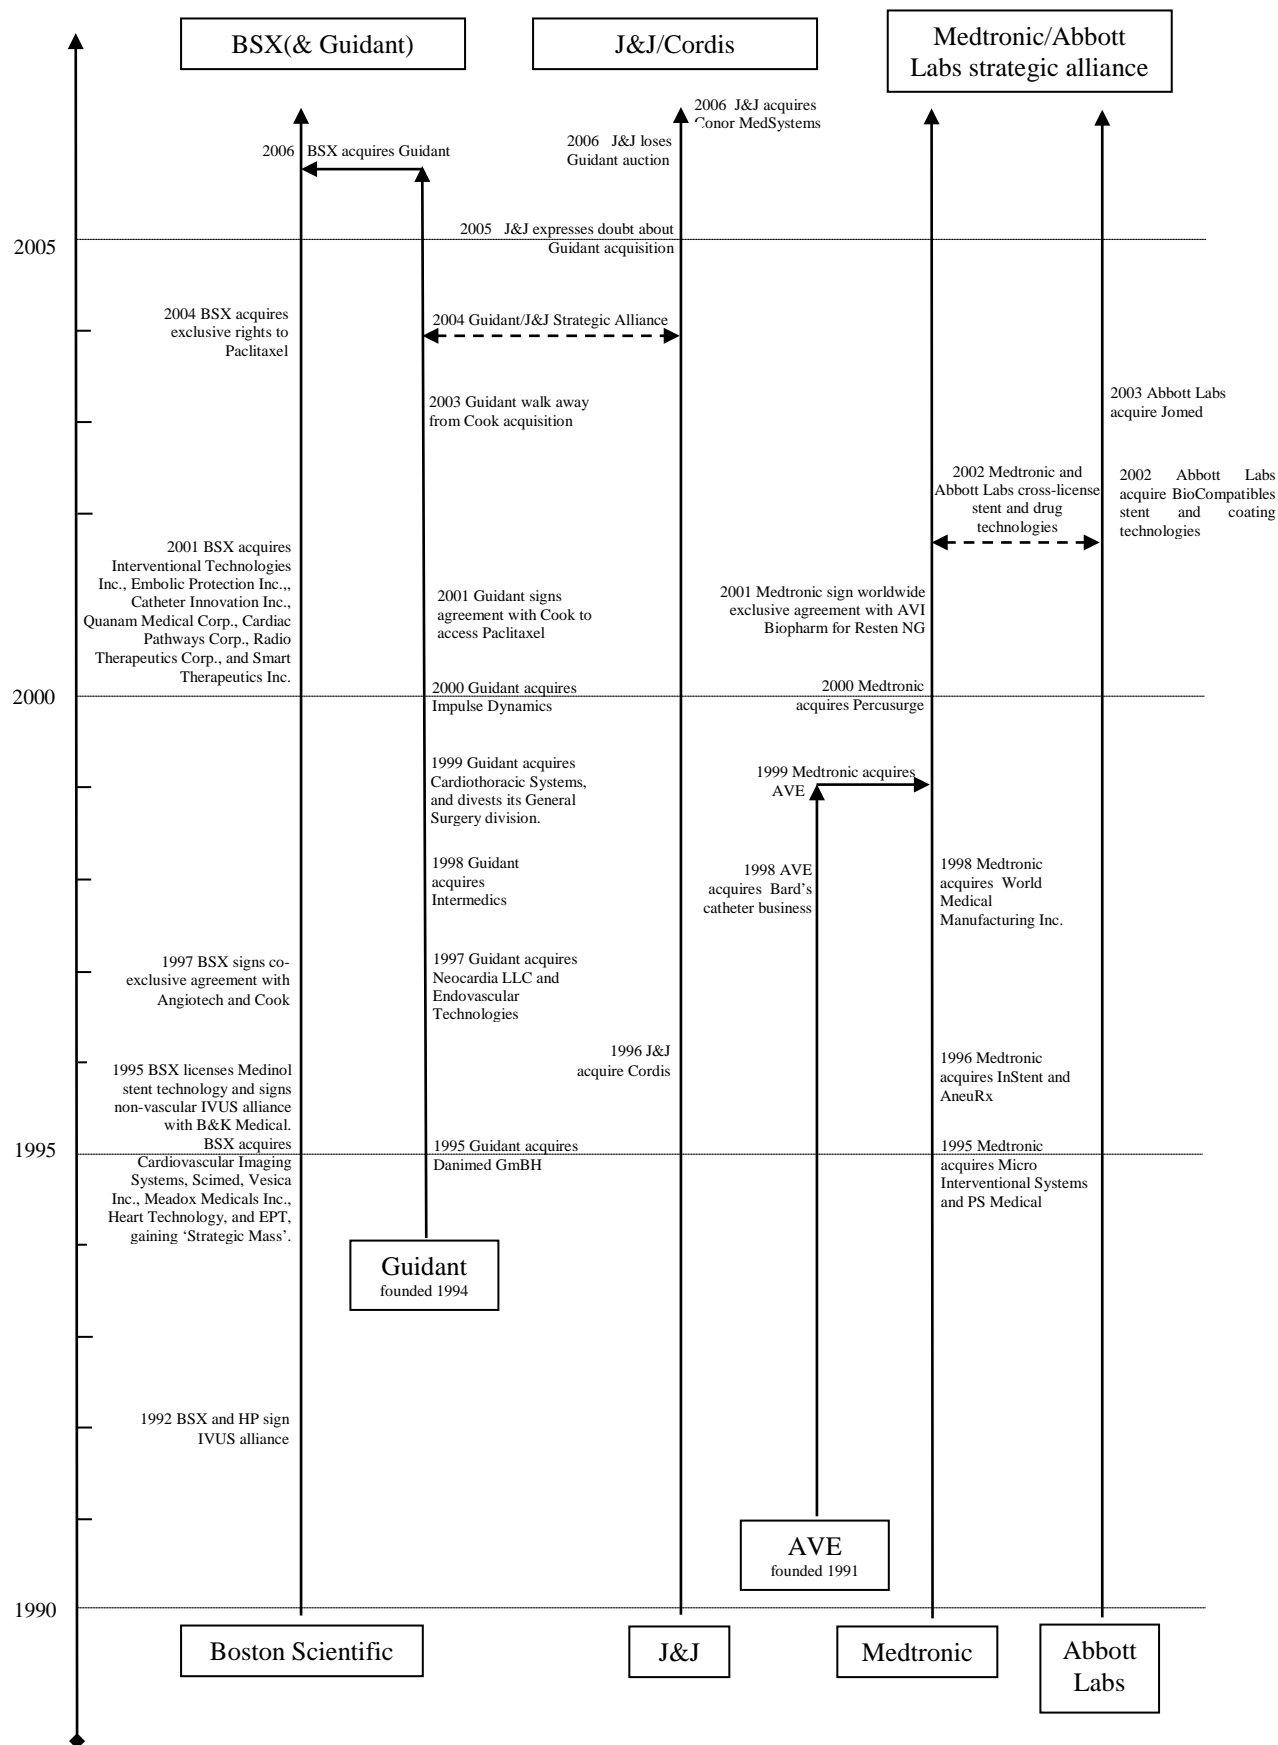 BSX(& Guidant)
J&J/Cordis
Medtronic/Abbott
Labs strategic alliance
2006 J&J acquires
Conor MedSystems
2006 J&J loses
Guidant auction
2006 BSX acquires Guidant
2005 J&J expresses doubt about
Guidant acquisition
2005
2004 BSX acquires
exclusive rights to
Paclitaxel
2004 Guidant/J&J Strategic Alliance
2003 Guidant walk away
from Cook acquisition
2003 Abbott Labs
acquire Jomed
2002 Medtronic and
Abbott Labs cross-license
stent and drug
technologies
2002 Abbott Labs
acquire BioCompatibles
stent and coating
technologies
2001 BSX acquires
Interventional Technologies
Inc., Embolic Protection Inc.,,
Catheter Innovation Inc.,
Quanam Medical Corp., Cardiac
Pathways Corp., Radio
Therapeutics Corp., and Smart
Therapeutics Inc.
2001 Guidant signs
agreement with Cook to
access Paclitaxel
2001 Medtronic sign worldwide
exclusive agreement with AVI
Biopharm for Resten NG
2000
2000 Guidant acquires
Impulse Dynamics
2000 Medtronic
acquires Percusurge
1999 Guidant acquires
Cardiothoracic Systems,
and divests its General
Surgery division.
1999 Medtronic acquires
AVE
1998 Guidant
acquires
Intermedics
1998 AVE
acquires Bard's
catheter business
1998 Medtronic
acquires World
Medical
Manufacturing Inc.
1997 BSX signs co-
exclusive agreement with
Angiotech and Cook
1997 Guidant acquires
Neocardia LLC and
Endovascular
Technologies
1996 J&J
acquire Cordis
1996 Medtronic
acquires InStent and
AneuRx
1995 BSX licenses Medinol
stent technology and signs
non-vascular IVUS alliance
with B&K Medical.
BSX acquires
Cardiovascular Imaging
Systems, Scimed, Vesica
Inc., Meadox Medicals Inc.,
Heart Technology, and EPT,
gaining ‘Strategic Mass’.
1995
1995 Guidant acquires
Danimed GmBH
1995 Medtronic
acquires Micro
Interventional Systems
and PS Medical
Guidant
founded 1994
1992 BSX and HP sign
IVUS alliance
AVE
founded 1991
1990
Boston Scientific
J&J
Medtronic
Abbott
Labs